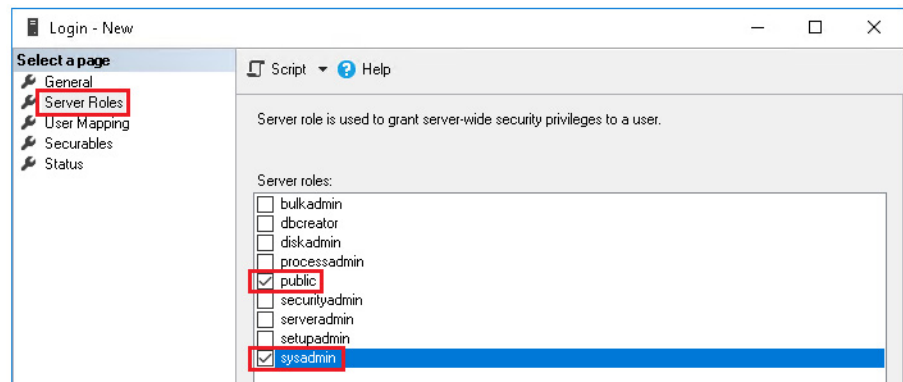 Login - New
Select a page
General
Server Roles
User Mapping
Securables
Status
Script
Help
Server role is used to grant server-wide security privileges to a user.
Server roles:
bulkadmin
dbcreator
diskadmin
processadmin
public
securityadmin
serveradmin
setupadmin
sysadmin